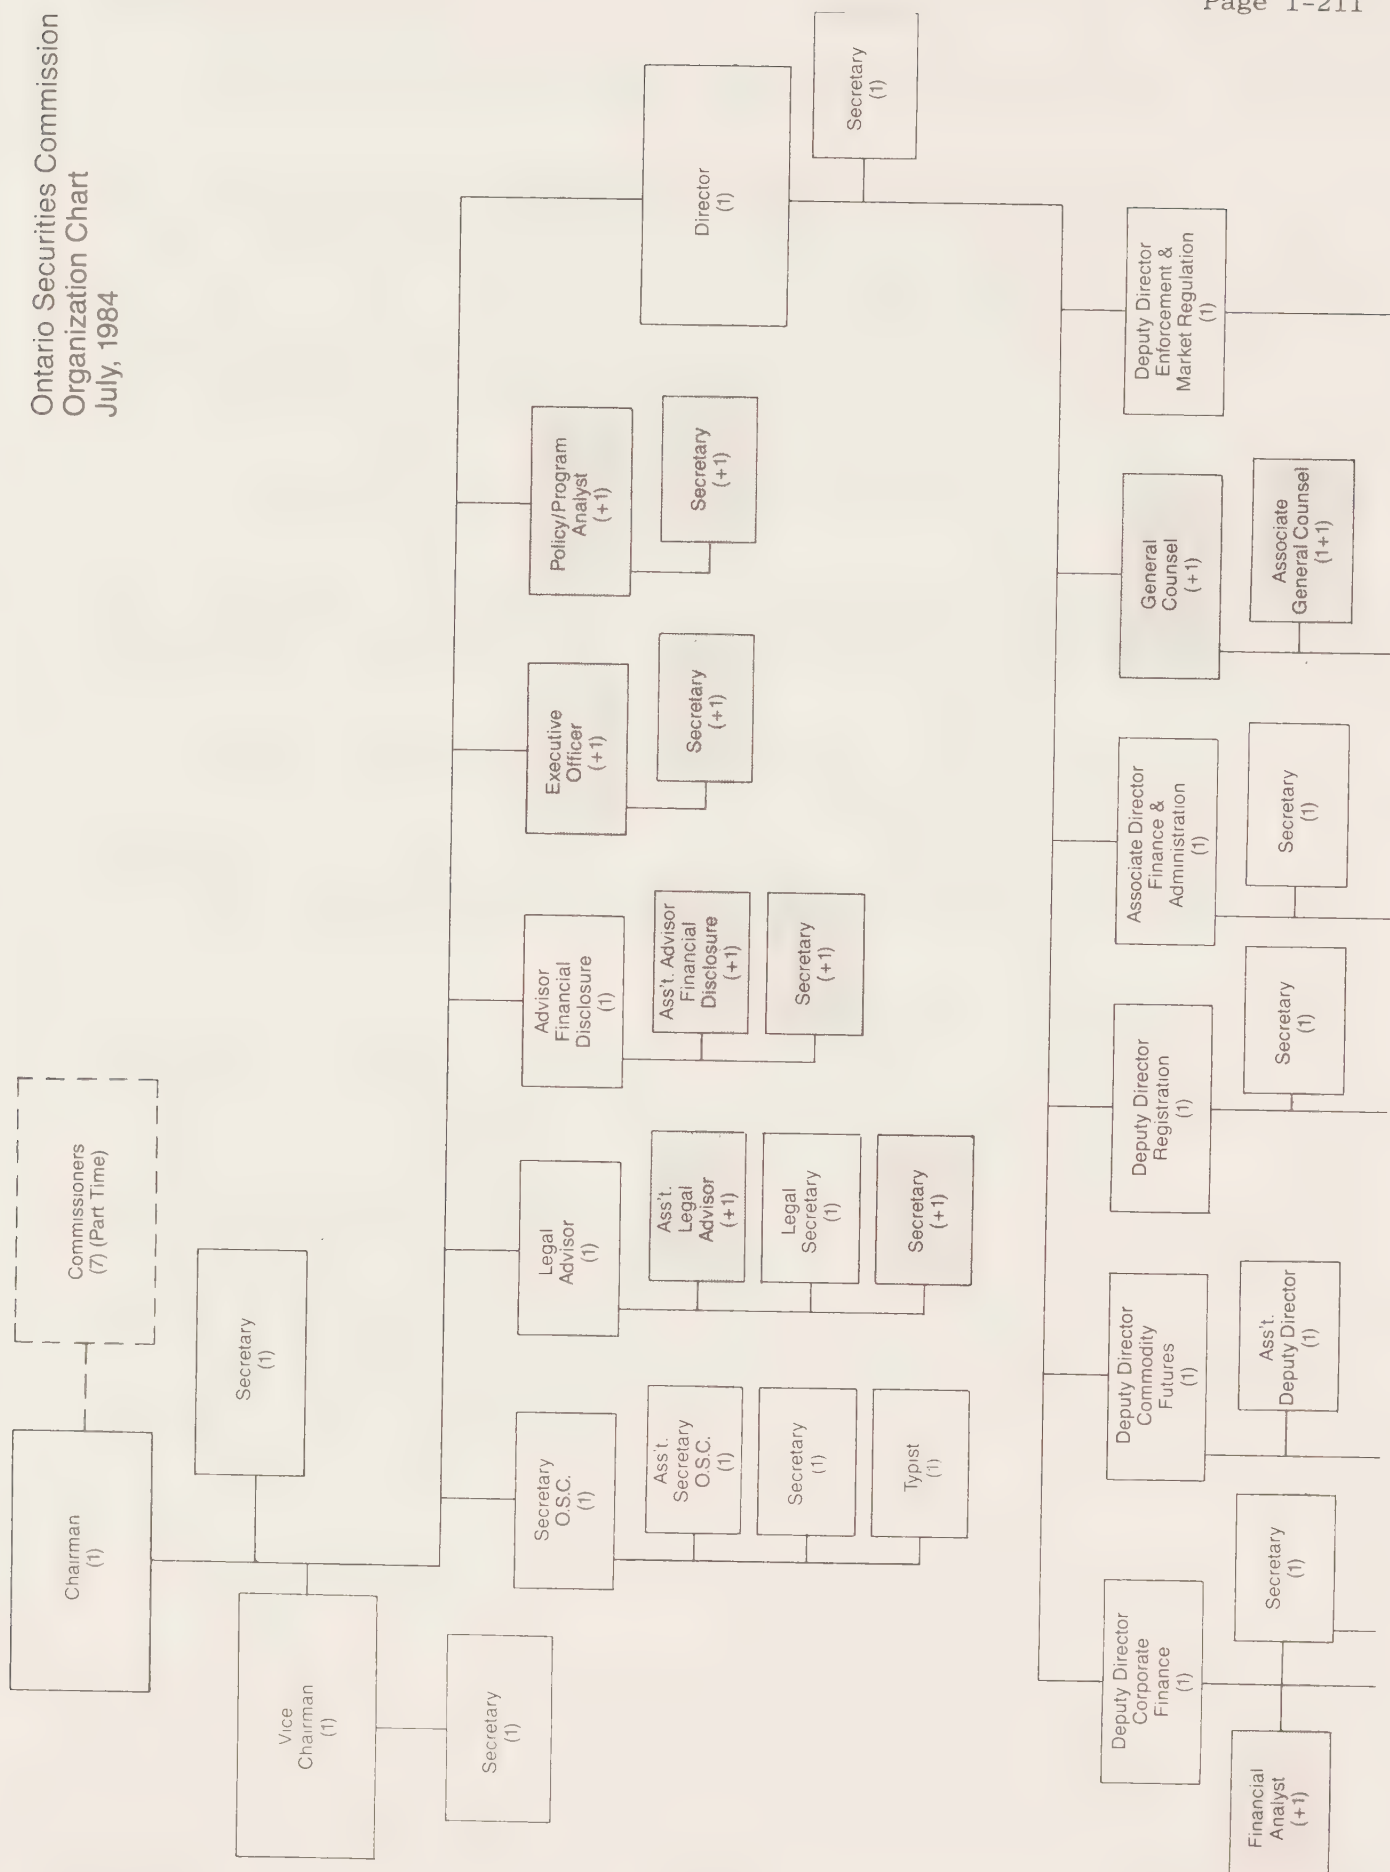 Page 1-211
Ontario Securities Commission
Organization Chart
July, 1984
Commissioners
(7) (Part Time)
Chairman
(1)
Secretary
(1)
Vice
Chairman
(1)
Secretary
(1)
Secretary
O.S.C.
(1)
Ass't.
Secretary
O.S.C.
(1)
Secretary
(1)
Typist
(1)
Legal
Advisor
(1)
Ass't.
Legal
Advisor
(+1)
Legal
Secretary
(1)
Secretary
(+1)
Advisor
Financial
Disclosure
(1)
Ass't. Advisor
Financial
Disclosure
(+1)
Secretary
(+1)
Executive
Officer
(+1)
Secretary
(+1)
Policy/Program
Analyst
(+1)
Secretary
(+1)
Director
(1)
Secretary
(1)
Deputy Director
Corporate
Finance
(1)
Financial
Analyst
(+1)
Secretary
(1)
Deputy Director
Commodity
Futures
(1)
Ass't.
Deputy Director
(1)
Deputy Director
Registration
(1)
Secretary
(1)
Associate Director
Finance &
Administration
(1)
Secretary
(1)
General
Counsel
(+1)
Associate
General Counsel
(1+1)
Deputy Director
Enforcement &
Market Regulation
(1)